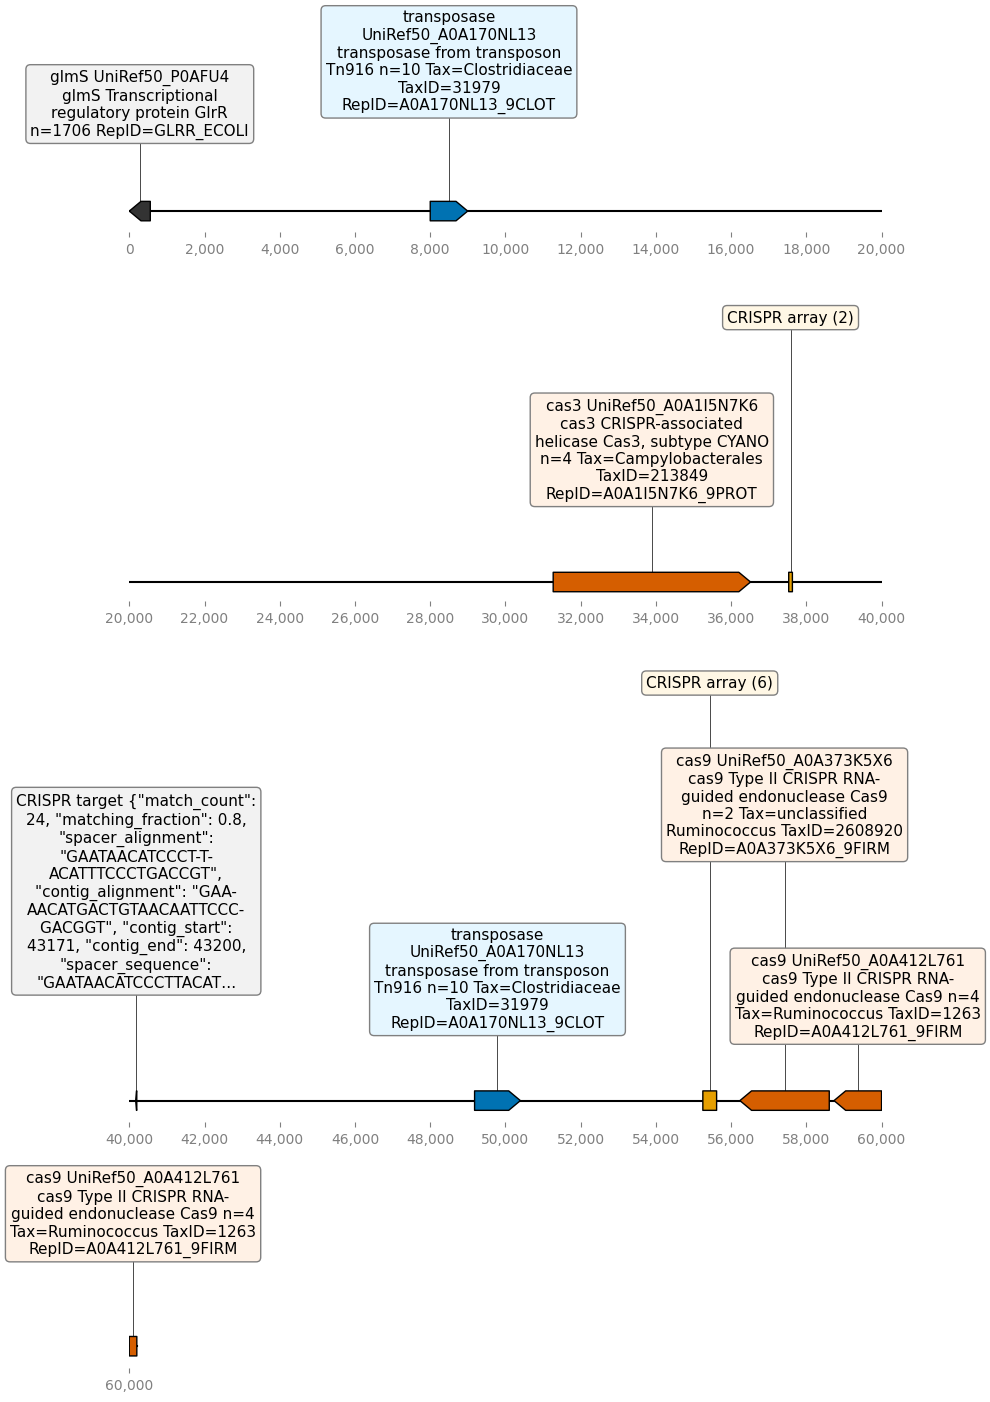 transposase
UniRef50_A0A170NL13
transposase from transposon
Tn916 n=10 Tax=Clostridiaceae
TaxID=31979
RepID=A0A170NL13_9CLOT
glmS UniRef50_P0AFU4
glmS Transcriptional
regulatory protein GlrR
n=1706 RepID=GLRR_ECOLI
0 2,000 4,000 6,000 8,000 10,000 12,000 14,000 16,000 18,000 20,000
CRISPR array (2)
cas3 UniRef50_A0A1I5N7K6
cas3 CRISPR-associated
helicase Cas3, subtype CYANO
n=4 Tax=Campylobacterales
TaxID=213849
RepID=A0A1I5N7K6_9PROT
20,000 22,000 24,000 26,000 28,000 30,000 32,000 34,000 36,000 38,000 40,000
CRISPR array (6)
cas9 UniRef50_A0A373K5X6
cas9 Type II CRISPR RNA-
guided endonuclease Cas9
n=2 Tax=unclassified
Ruminococcus TaxID=2608920
RepID=A0A373K5X6_9FIRM
CRISPR target {"match_count":
24, "matching_fraction": 0.8,
"spacer_alignment":
"GAATAACATCCCT-T-
ACATTTCCCTGACCGT",
"contig_alignment": "GAA-
AACATGACTGTAACAATTCCC-
GACGGT", "contig_start":
43171, "contig_end": 43200,
"spacer_sequence":
"GAATAACATCCCTTACAT...
transposase
UniRef50_A0A170NL13
transposase from transposon
Tn916 n=10 Tax=Clostridiaceae
TaxID=31979
RepID=A0A170NL13_9CLOT
cas9 UniRef50_A0A412L761
cas9 Type II CRISPR RNA-
guided endonuclease Cas9 n=4
Tax=Ruminococcus TaxID=1263
RepID=A0A412L761_9FIRM
40,000 42,000 44,000 46,000 48,000 50,000 52,000 54,000 56,000 58,000 60,000
cas9 UniRef50_A0A412L761
cas9 Type II CRISPR RNA-
guided endonuclease Cas9 n=4
Tax=Ruminococcus TaxID=1263
RepID=A0A412L761_9FIRM
60,000